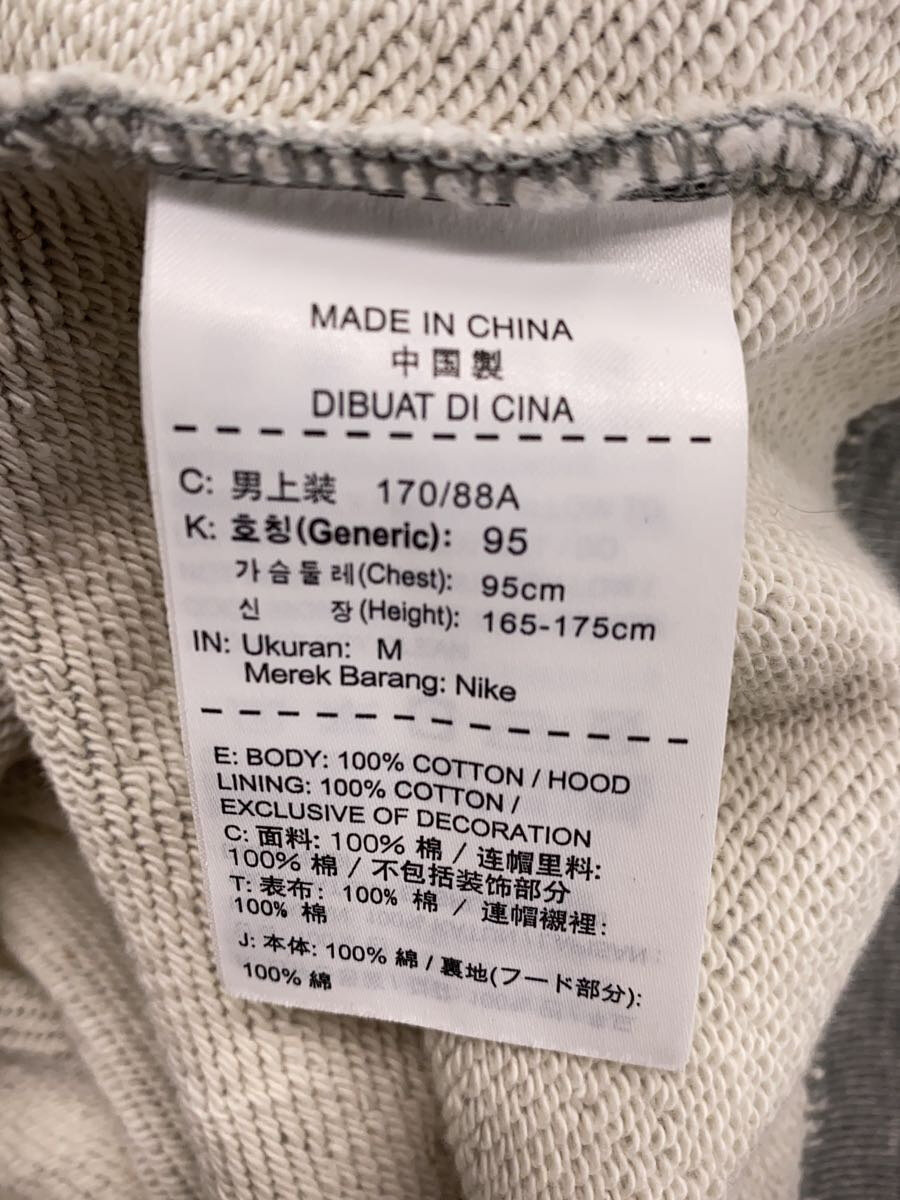 MADE IN CHINA
中国製
DIBUAT DI CINA
C: 男上装 170/88A
K: 호칭(Generic): 95
가슴둘레(Chest): 95cm
신 장(Height): 165-175cm
IN: Ukuran: M
Merek Barang: Nike
E: BODY: 100% COTTON / HOOD
LINING: 100% COTTON /
EXCLUSIVE OF DECORATION
C: 面料: 100% 棉 / 连帽里料:
100% 棉 / 不包括装饰部分
T: 表布: 100% 棉 / 連帽襯裡:
100% 棉
J: 本体: 100% 綿 / 裏地(フード部分):
100% 綿